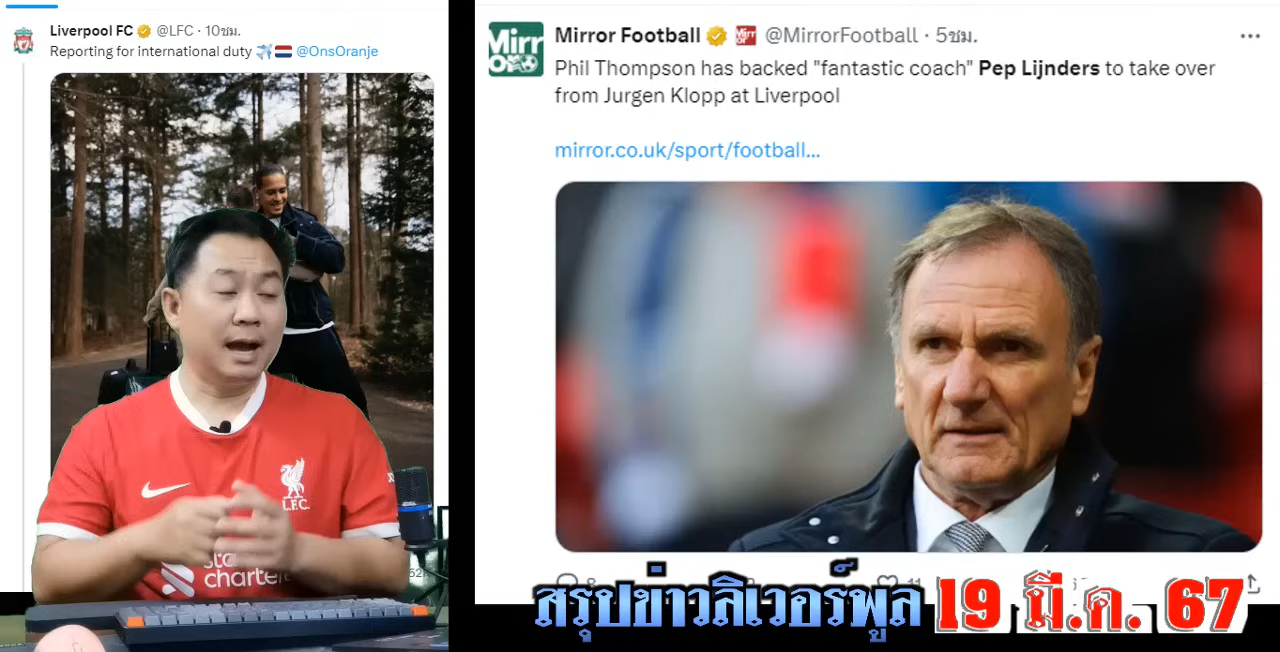 Liverpool FC @LFC · 10ชม.
Reporting for international duty @OnsOranje
Mirror Football @MirrorFootball · 5ชม.
Phil Thompson has backed "fantastic coach" Pep Lijnders to take over
from Jurgen Klopp at Liverpool
mirror.co.uk/sport/football...
L.F.C.
สรุปข่าวลิเวอร์พูล 19 มี.ค. 67